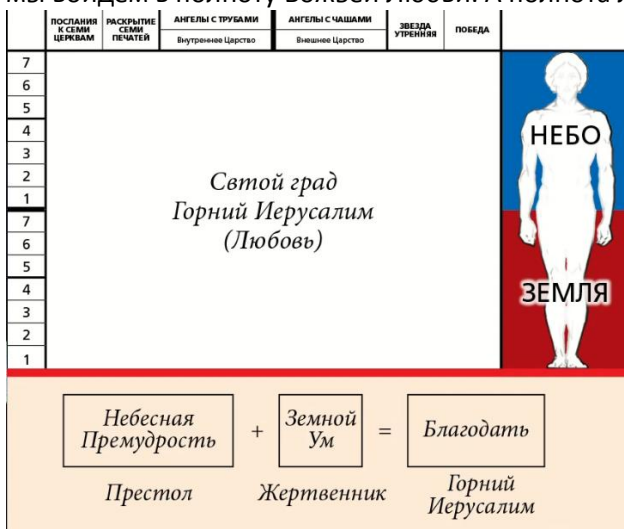 мы войдем в полноту Божьей Любви. А полнота
ПОСЛАНИЯ К СЕМИ ЦЕРКВАМ
РАСКРЫТИЕ СЕМИ ПЕЧАТЕЙ
АНГЕЛЫ С ТРУБАМИ
Внутреннее Царство
АНГЕЛЫ С ЧАШАМИ
Внешнее Царство
ЗВЕЗДА УТРЕННЯЯ
ПОБЕДА
7
6
5
4
3
2
1
7
6
5
4
3
2
1
Свтой град
Горний Иерусалим
(Любовь)
НЕБО
ЗЕМЛЯ
Небесная Премудрость + Земной Ум = Благодать
Престол Жертвенник Горний Иерусалим